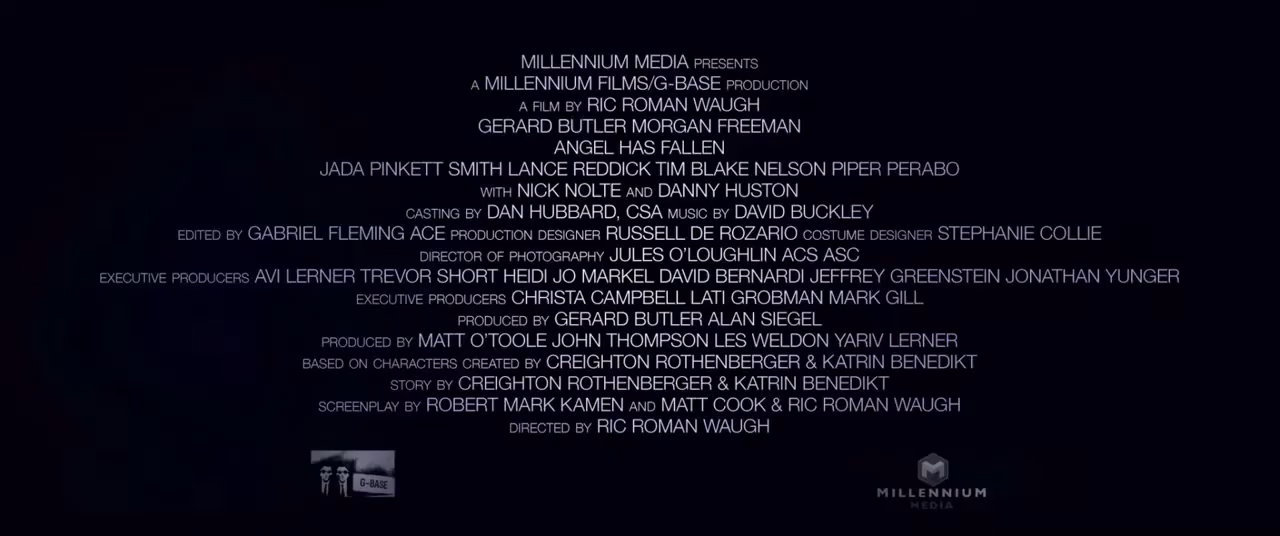 MILLENNIUM MEDIA PRESENTS
A MILLENNIUM FILMS/G-BASE PRODUCTION
A FILM BY RIC ROMAN WAUGH
GERARD BUTLER MORGAN FREEMAN
ANGEL HAS FALLEN
JADA PINKETT SMITH LANCE REDDICK TIM BLAKE NELSON PIPER PERABO
WITH NICK NOLTE AND DANNY HUSTON
CASTING BY DAN HUBBARD, CSA MUSIC BY DAVID BUCKLEY
EDITED BY GABRIEL FLEMING ACE PRODUCTION DESIGNER RUSSELL DE ROZARIO COSTUME DESIGNER STEPHANIE COLLIE
DIRECTOR OF PHOTOGRAPHY JULES O'LOUGHLIN ACS ASC
EXECUTIVE PRODUCERS AVI LERNER TREVOR SHORT HEIDI JO MARKEL DAVID BERNARDI JEFFREY GREENSTEIN JONATHAN YUNGER
EXECUTIVE PRODUCERS CHRISTA CAMPBELL LATI GROBMAN MARK GILL
PRODUCED BY GERARD BUTLER ALAN SIEGEL
PRODUCED BY MATT O'TOOLE JOHN THOMPSON LES WELDON YARIV LERNER
BASED ON CHARACTERS CREATED BY CREIGHTON ROTHENBERGER & KATRIN BENEDIKT
STORY BY CREIGHTON ROTHENBERGER & KATRIN BENEDIKT
SCREENPLAY BY ROBERT MARK KAMEN AND MATT COOK & RIC ROMAN WAUGH
DIRECTED BY RIC ROMAN WAUGH
G-BASE
MILLENNIUM
MEDIA